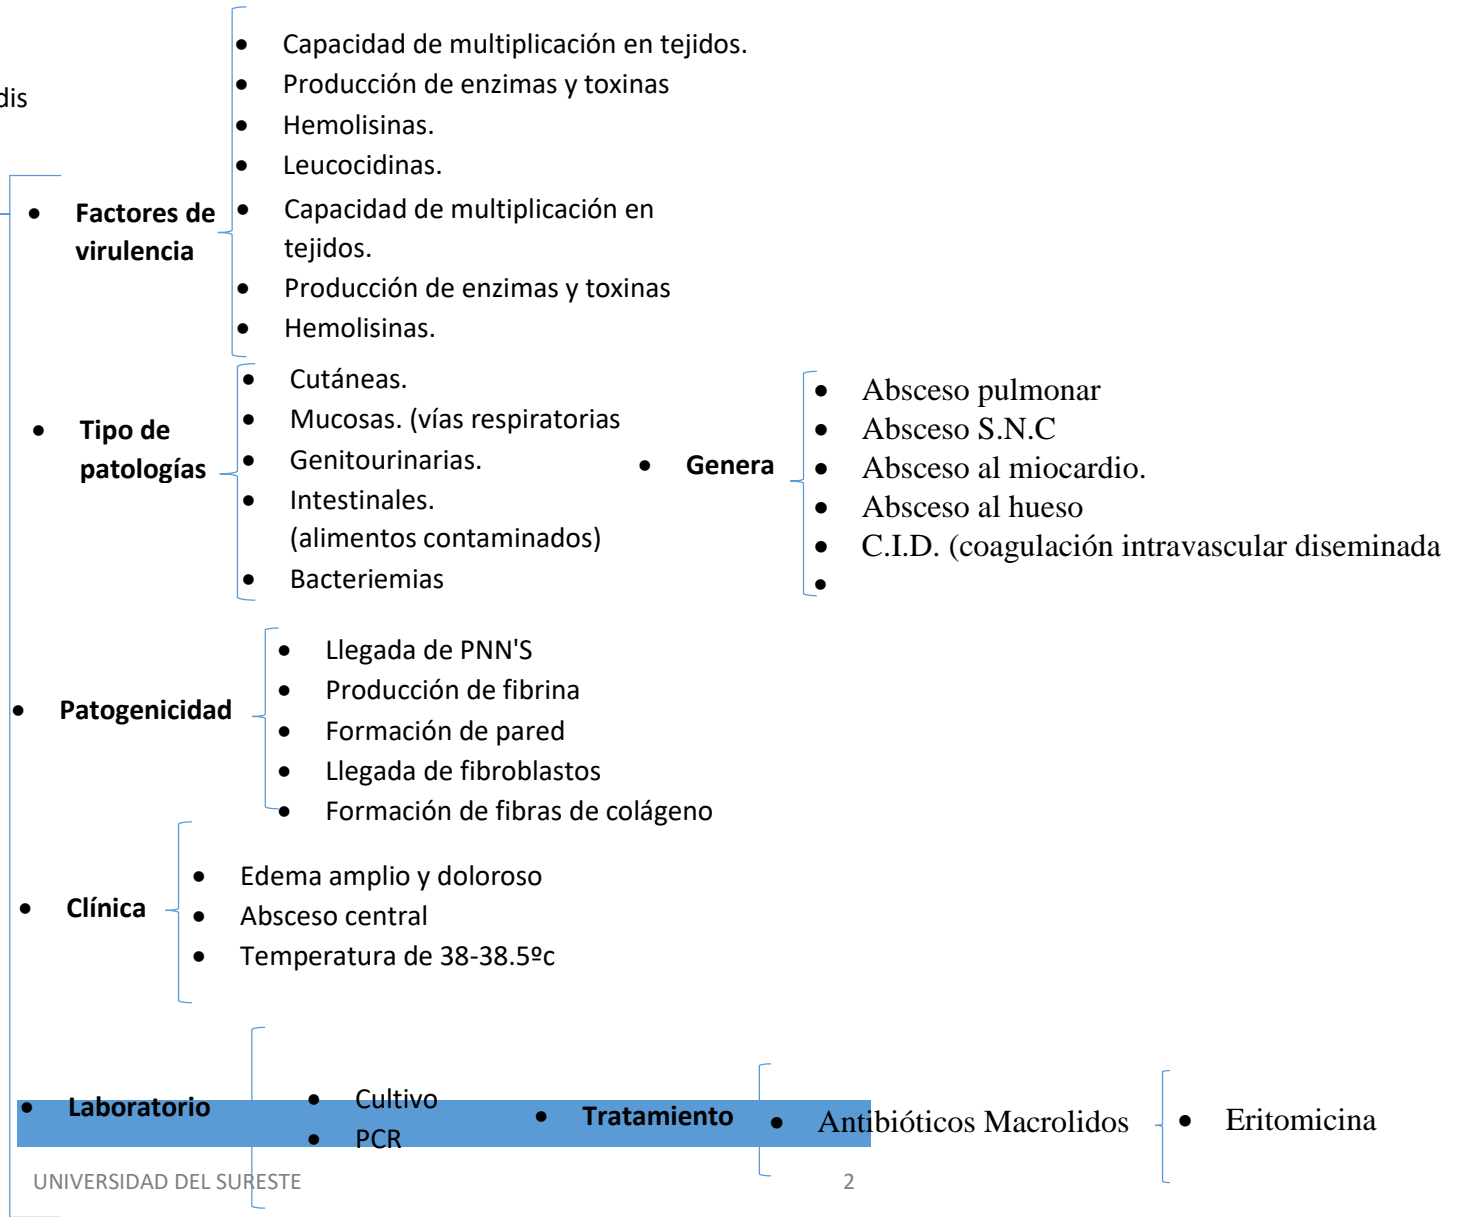 dis
Factores de
virulencia
Capacidad de multiplicación en tejidos.
Producción de enzimas y toxinas
Hemolisinas.
Leucocidinas.
Capacidad de multiplicación en
tejidos.
Producción de enzimas y toxinas
Hemolisinas.
Tipo de
patologías
Cutáneas.
Mucosas. (vías respiratorias
Genitourinarias.
Intestinales.
(alimentos contaminados)
Bacteriemias
Genera
Absceso pulmonar
Absceso S.N.C
Absceso al miocardio.
Absceso al hueso
C.I.D. (coagulación intravascular diseminada
Patogenicidad
Llegada de PNN'S
Producción de fibrina
Formación de pared
Llegada de fibroblastos
Formación de fibras de colágeno
Clínica
Edema amplio y doloroso
Absceso central
Temperatura de 38-38.5ºc
Laboratorio
Cultivo
PCR
Tratamiento
Antibióticos Macrolidos
Eritomicina
UNIVERSIDAD DEL SURESTE 2